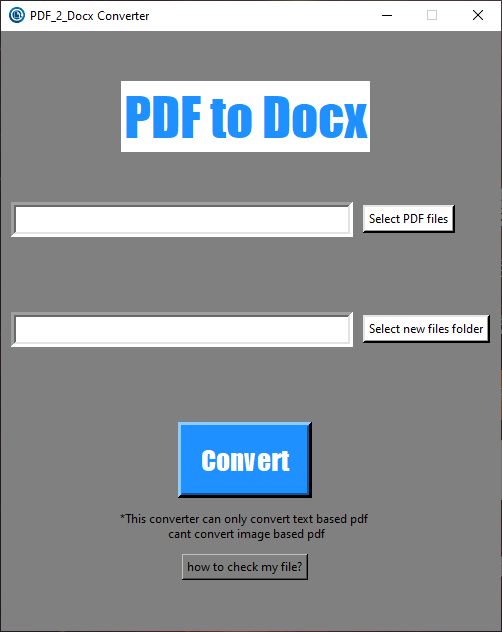 PDF_2_Docx Converter
PDF to Docx
Select PDF files
Select new files folder
Convert
*This converter can only convert text based pdf
cant convert image based pdf
how to check my file?